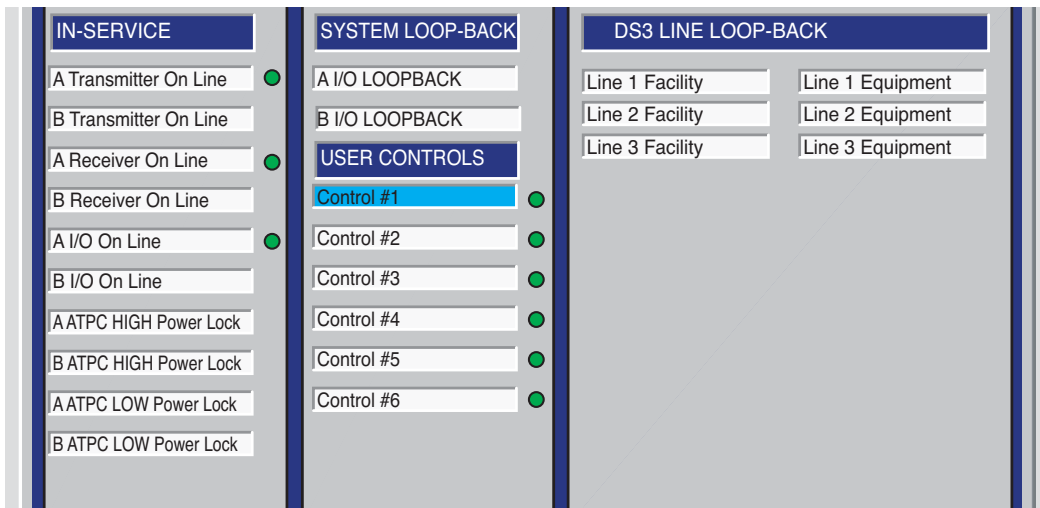 IN-SERVICE
A Transmitter On Line
B Transmitter On Line
A Receiver On Line
B Receiver On Line
A I/O On Line
B I/O On Line
A ATPC HIGH Power Lock
B ATPC HIGH Power Lock
A ATPC LOW Power Lock
B ATPC LOW Power Lock
SYSTEM LOOP-BACK
A I/O LOOPBACK
B I/O LOOPBACK
USER CONTROLS
Control #1
Control #2
Control #3
Control #4
Control #5
Control #6
DS3 LINE LOOP-BACK
Line 1 Facility
Line 1 Equipment
Line 2 Facility
Line 2 Equipment
Line 3 Facility
Line 3 Equipment